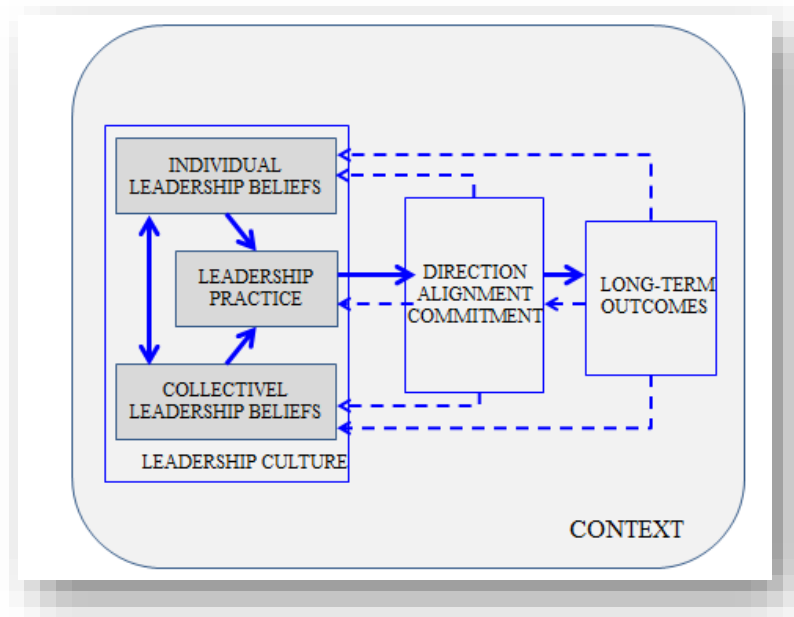 INDIVIDUAL
LEADERSHIP BELIEFS
LEADERSHIP
PRACTICE
COLLECTIVEL
LEADERSHIP BELIEFS
LEADERSHIP CULTURE
DIRECTION
ALIGNMENT
COMMITMENT
LONG-TERM
OUTCOMES
CONTEXT